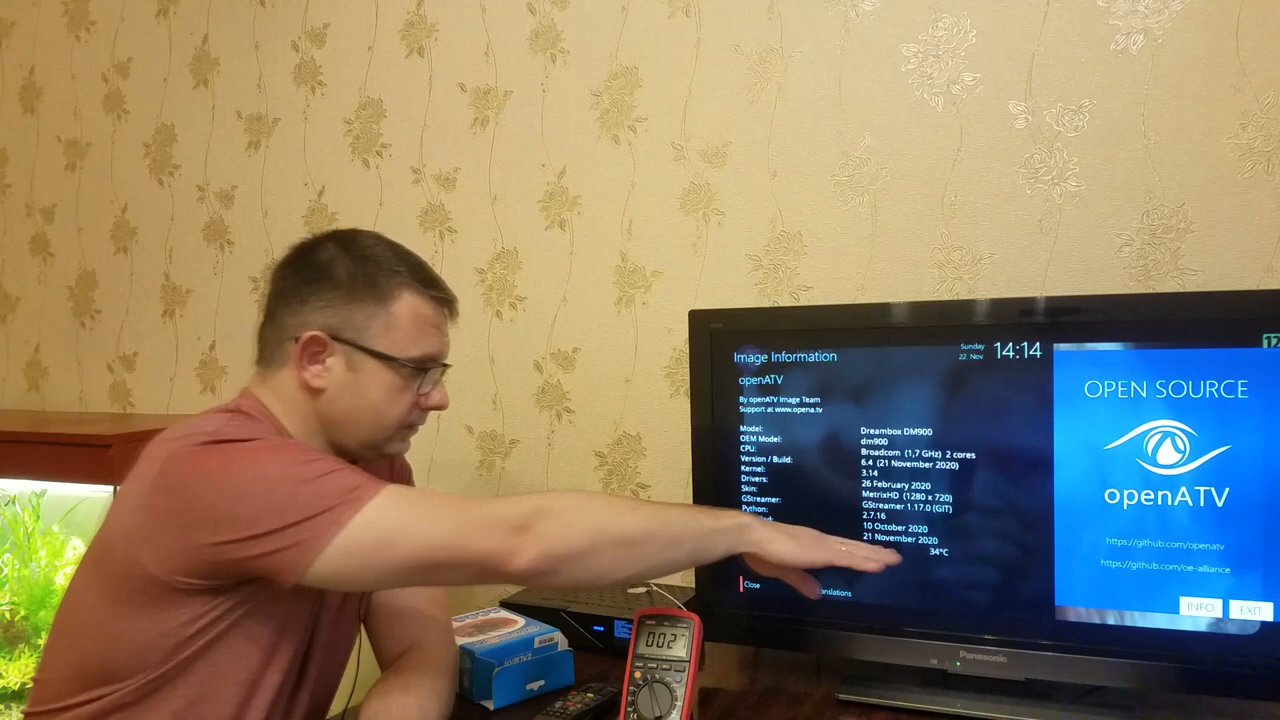 Image Information
Sunday
22. Nov
14:14
12
openATV
By openATV Image Team
Support at www.opena.tv
Model: Dreambox DM900
OEM Model: dm900
CPU: Broadcom (1,7 GHz) 2 cores
Version / Build: 6.4 (21 November 2020)
Kernel: 3.14
Drivers: 26 February 2020
Skin: MetrixHD (1280 x 720)
GStreamer: GStreamer 1.17.0 (GIT)
Python: 2.7.16
10 October 2020
21 November 2020
34°C
Close
anslations
OPEN SOURCE
openATV
https://github.com/openatv
https://github.com/oe-alliance
INFO
EXIT
Panasonic
002